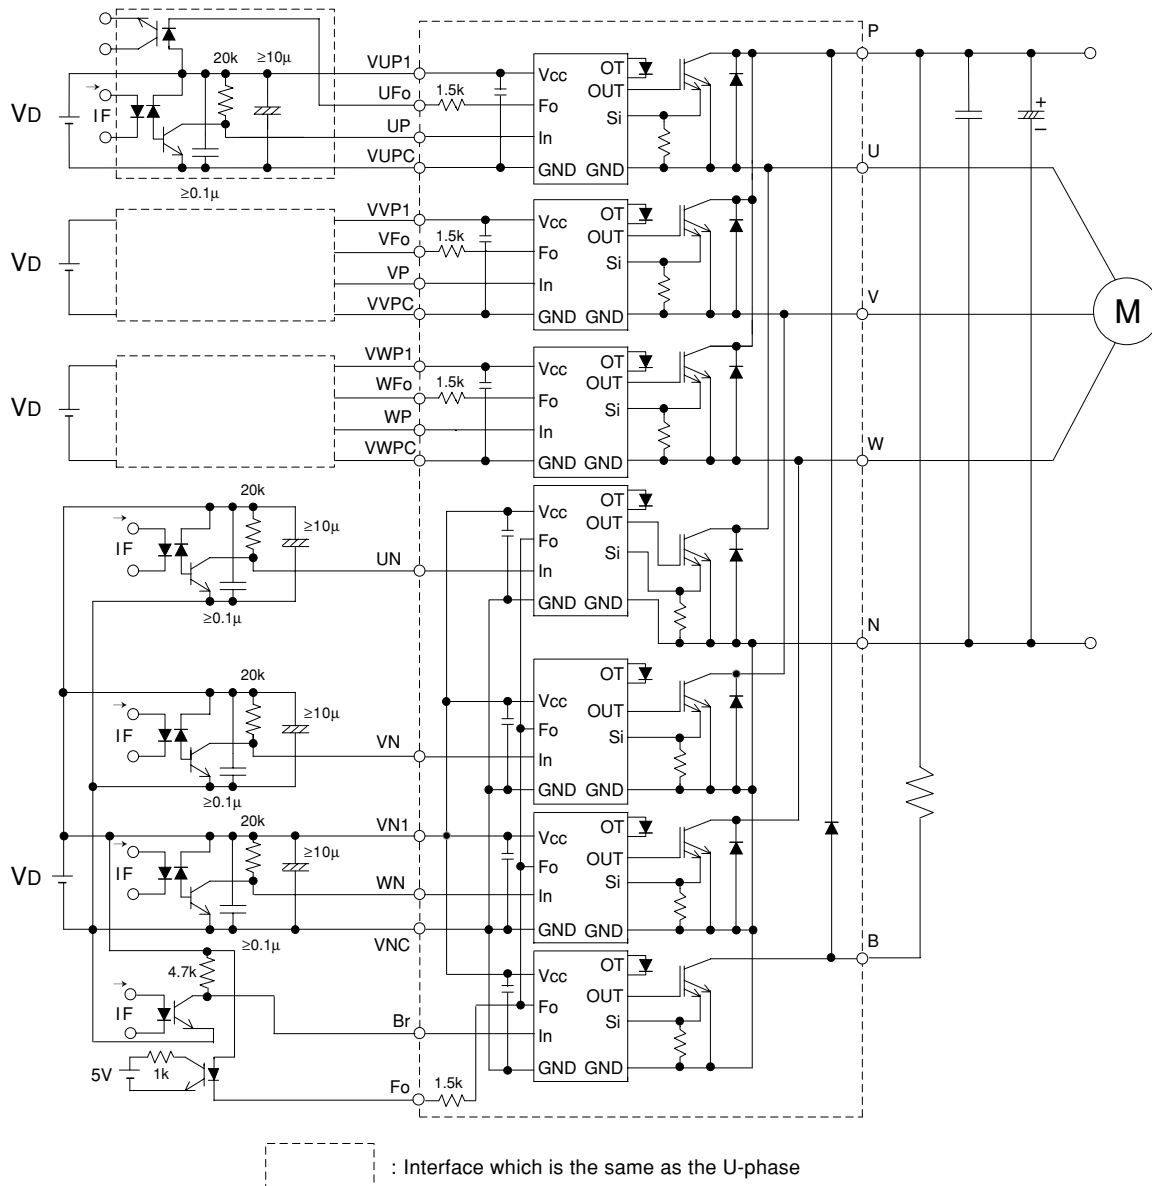 P
20k
≥10µ
VUP1
Vcc
OT
UFo
1.5k
OUT
VD
IF
Fo
Si
+
–
UP
In
VUPC
GND
GND
U
≥0.1µ
VVP1
Vcc
OT
VFo
1.5k
OUT
VD
Fo
Si
VP
In
VVPC
GND
GND
V
M
VWP1
Vcc
OT
WFo
1.5k
OUT
VD
Fo
Si
WP
In
VWPC
GND
GND
W
20k
≥10µ
Vcc
OT
OUT
IF
Fo
Si
UN
In
≥0.1µ
GND
GND
N
20k
≥10µ
Vcc
OT
OUT
IF
Fo
Si
VN
In
≥0.1µ
GND
GND
20k
VN1
Vcc
OT
≥10µ
OUT
IF
Fo
VD
WN
In
Si
≥0.1µ
VNC
GND
GND
B
4.7k
Vcc
OT
OUT
IF
Fo
Si
Br
In
5V
1k
GND
GND
Fo
1.5k
: Interface which is the same as the U-phase